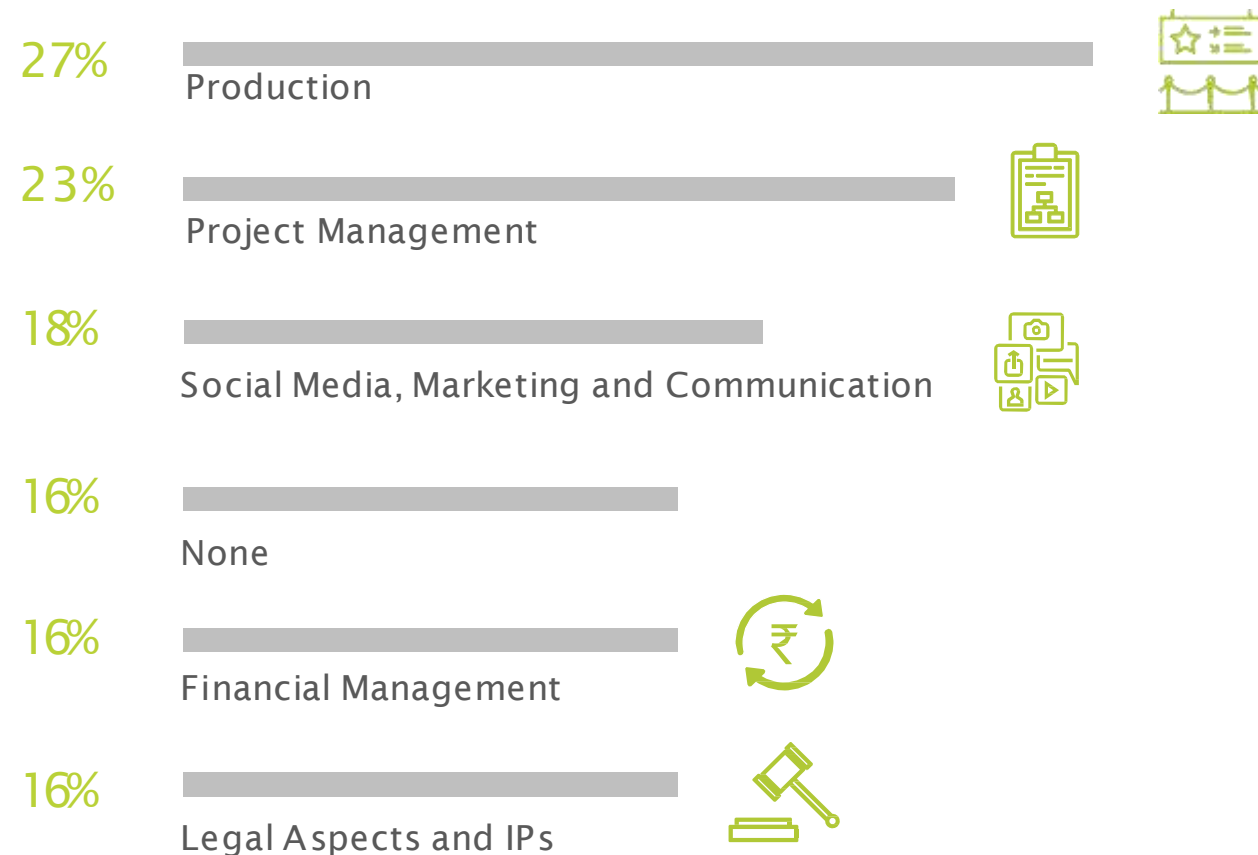 27%
Production
23%
Project Management
18%
Social Media, Marketing and Communication
16%
None
16%
₹
Financial Management
16%
Legal Aspects and IPs